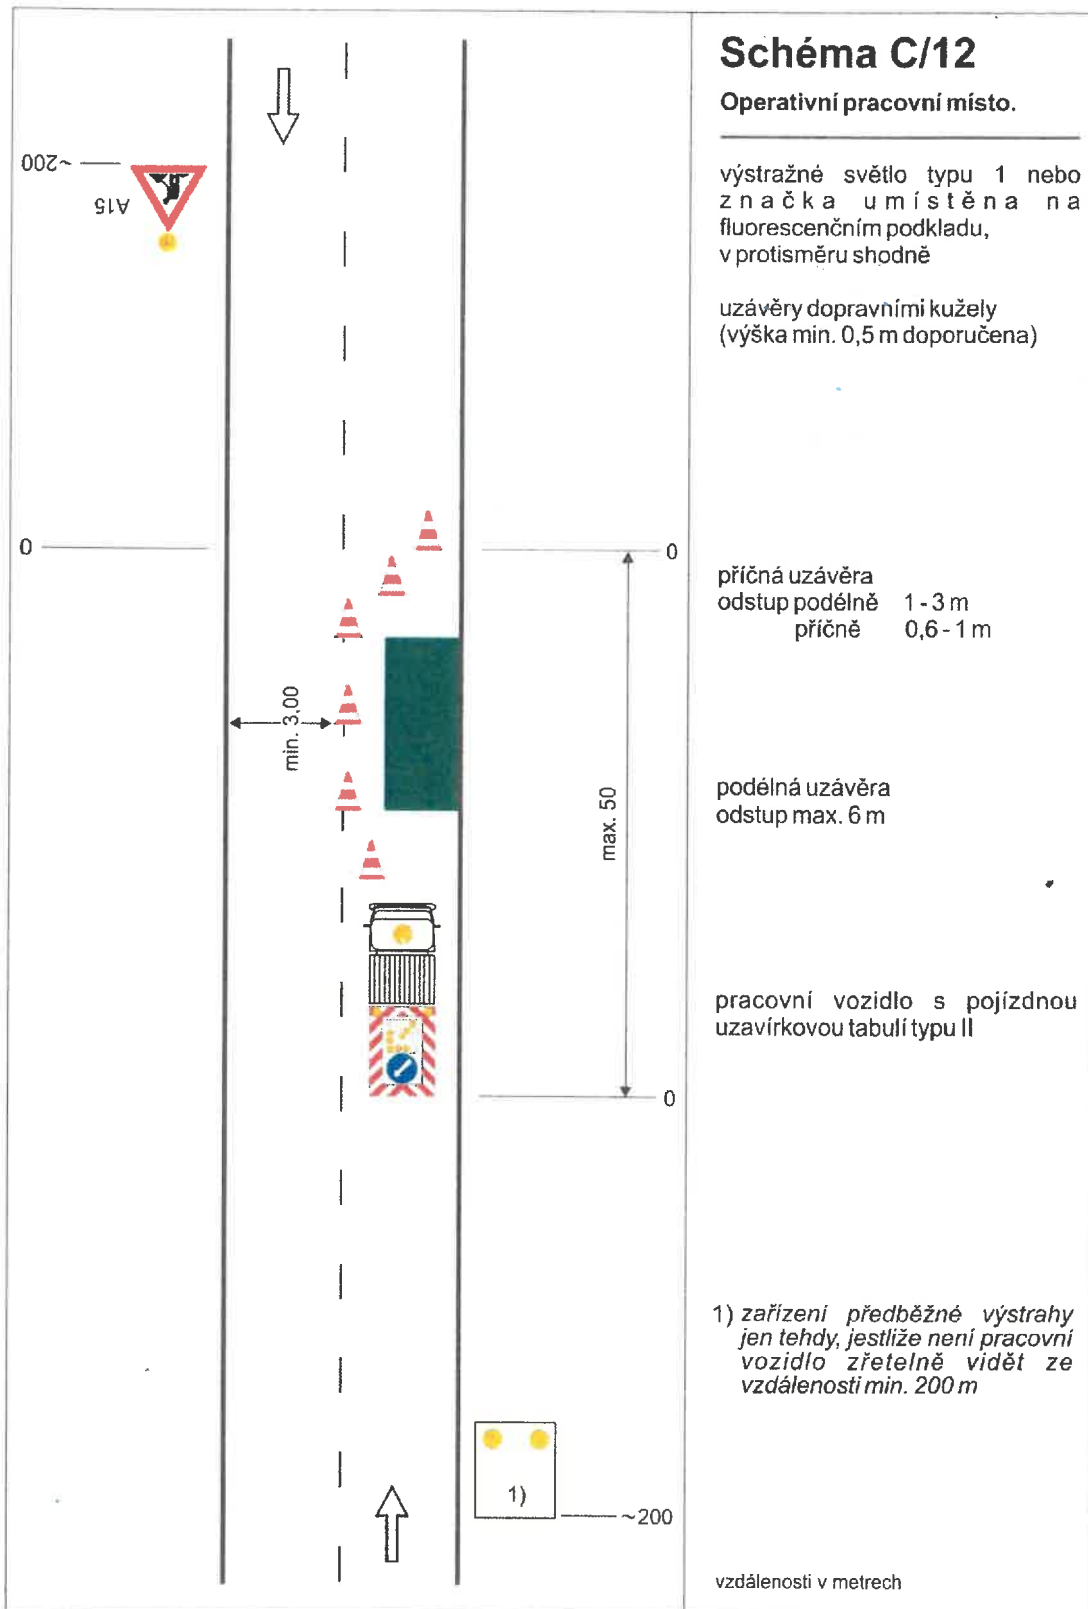 Schéma C/12
Operativní pracovní místo.
výstražné světlo typu 1 nebo
značka umístěna na
fluorescenčním podkladu,
v protisměru shodně
uzávěry dopravními kužely
(výška min. 0,5 m doporučena)
příčná uzávěra
odstup podélně 1 - 3 m
příčně 0,6 - 1 m
podélná uzávěra
odstup max. 6 m
pracovní vozidlo s pojízdnou
uzavírkovou tabulí typu II
1) zařízení předběžné výstrahy
jen tehdy, jestliže není pracovní
vozidlo zřetelně vidět ze
vzdálenosti min. 200 m
vzdálenosti v metrech
~200
A15
0
0
min. 3,00
max. 50
0
1)
~200